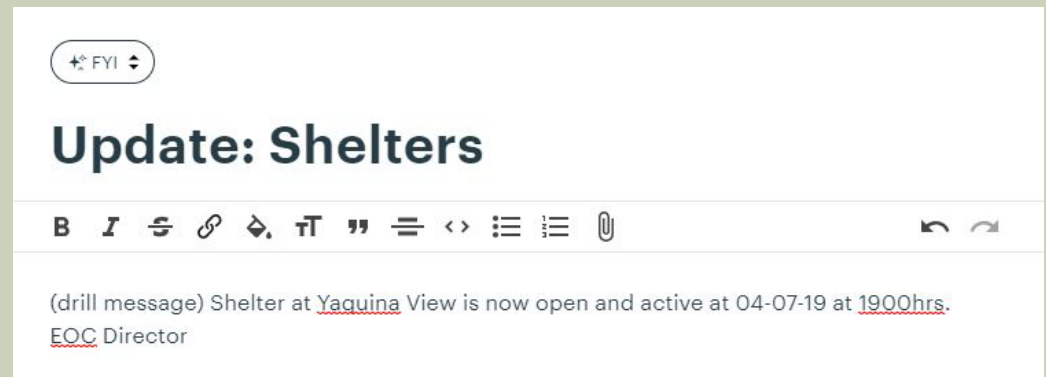 FYI
Update: Shelters
B I S TT
(drill message) Shelter at Yaquina View is now open and active at 04-07-19 at 1900hrs.
EOC Director